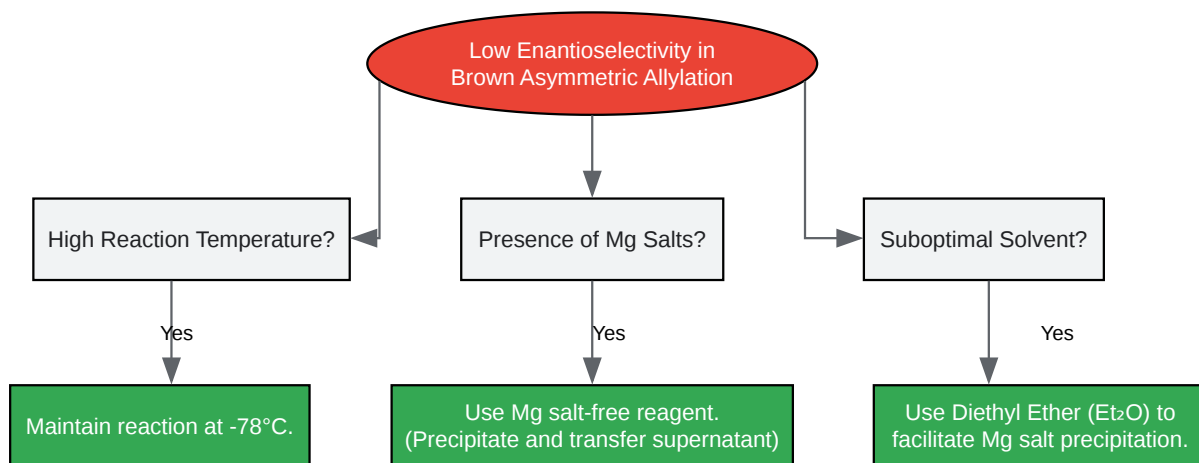 Low Enantioselectivity in
Brown Asymmetric Allylation
High Reaction Temperature?
Presence of Mg Salts?
Suboptimal Solvent?
Yes
Yes
Yes
Maintain reaction at -78°C.
Use Mg salt-free reagent.
(Precipitate and transfer supernatant)
Use Diethyl Ether (Et₂O) to
facilitate Mg salt precipitation.